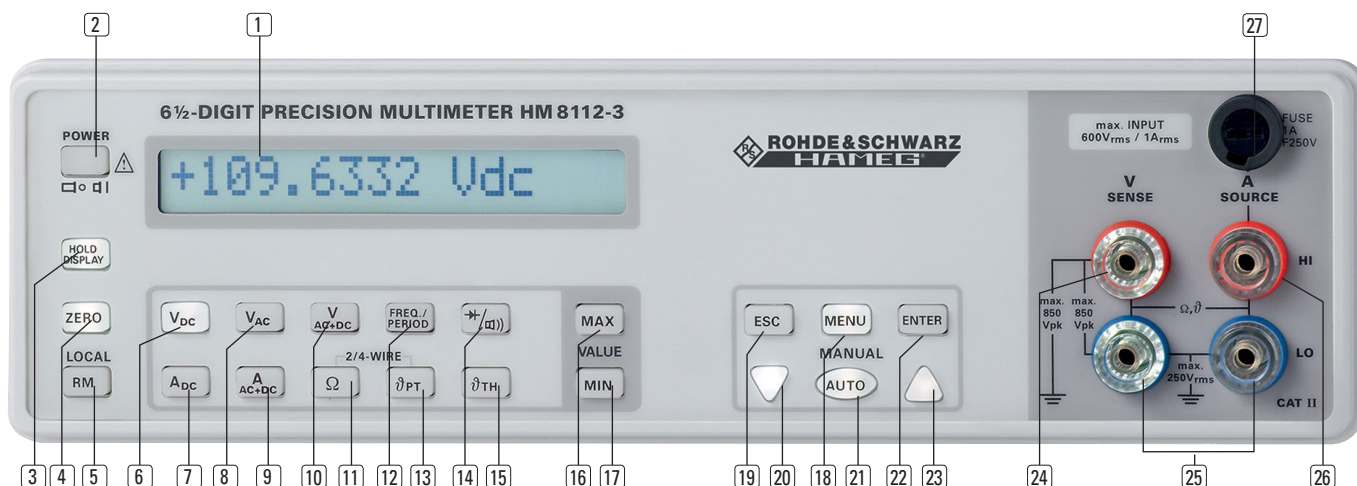 2
1
27
6½-DIGIT PRECISION MULTIMETER HM 8112-3
POWER
+109.6332 Vdc
R
S
ROHDE&SCHWARZ
HAMEG®
max. INPUT
600Vrms / 1Arms
FUSE
1A
F250V
V
SENSE
A
SOURCE
HOLD
DISPLAY
HI
ZERO
VDC
VAC
V
AC+DC
FREQ./
PERIOD
MAX
ESC
MENU
ENTER
max.
850
Vpk
max.
850
Vpk
Ω,ϑ
LOCAL
RM
2/4-WIRE
VALUE
MANUAL
LO
ADC
A
AC+DC
Ω
ϑPT
ϑTH
MIN
AUTO
max.
250Vrms
CAT II
3 4 5 6 7 8 9 10 11 12 13 14 15 16 17 19 20 18 21 22 23 24 25 26